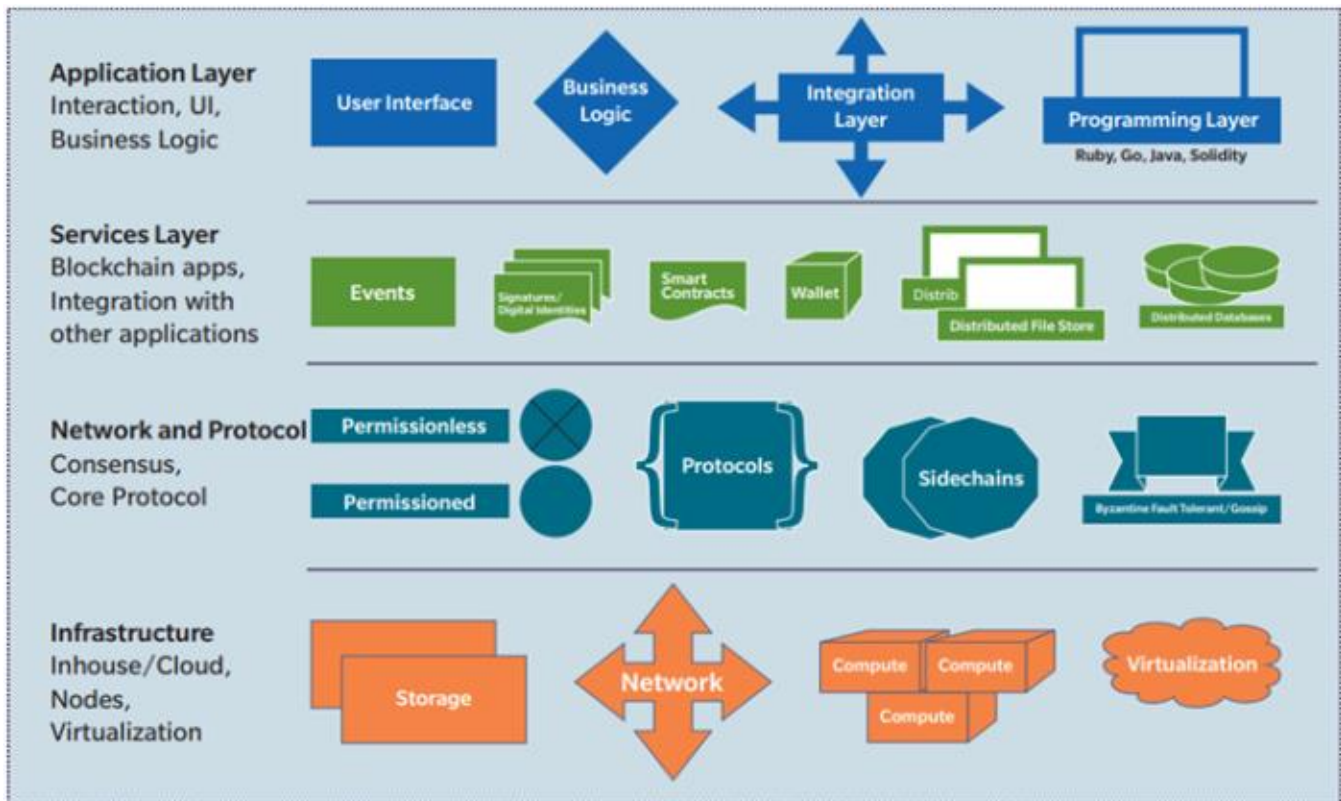 Application Layer
Interaction, UI,
Business Logic
User Interface
Business
Logic
Integration
Layer
Programming Layer
Ruby, Go, Java, Solidity
Services Layer
Blockchain apps,
Integration with
other applications
Events
Signatures/
Digital Identities
Smart
Contracts
Wallet
Distrib
Distributed File Store
Distributed Databases
Network and Protocol
Consensus,
Core Protocol
Permissionless
Permissioned
Protocols
Sidechains
Byzantine Fault Tolerant/Gossip
Infrastructure
Inhouse/Cloud,
Nodes,
Virtualization
Storage
Network
Compute
Compute
Compute
Virtualization